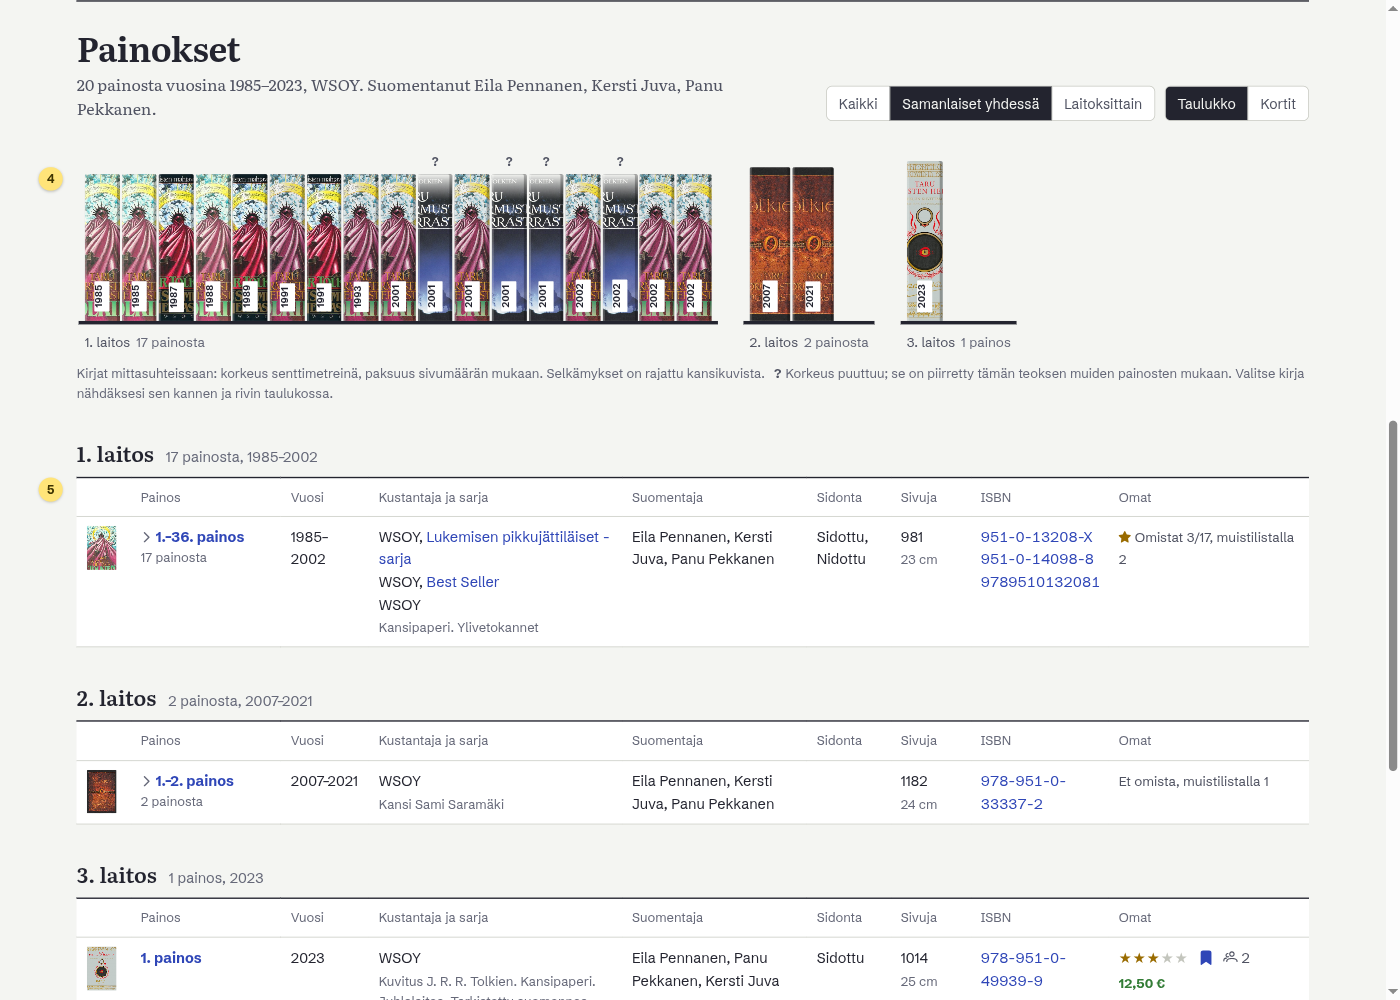 Painokset
20 painosta vuosina 1985–2023, WSOY. Suomentanut Eila Pennanen, Kersti Juva, Panu
Pekkanen.
Kaikki Samanlaiset yhdessä Laitoksittain Taulukko Kortit
? ? ? ?
4
1985 1985 1987 1988 1989 1991 1991 1993 2001 2001 2001 2001 2001 2002 2002 2002 2002 2007 2021 2023
1. laitos 17 painosta 2. laitos 2 painosta 3. laitos 1 painos
Kirjat mittasuhteissaan: korkeus senttimetreinä, paksuus sivumäärän mukaan. Selkämykset on rajattu kansikuvista. ? Korkeus puuttuu; se on piirretty tämän teoksen muiden painosten mukaan. Valitse kirja
nähdäksesi sen kannen ja rivin taulukossa.
1. laitos 17 painosta, 1985–2002
5
Painos Vuosi Kustantaja ja sarja Suomentaja Sidonta Sivuja ISBN Omat
1.–36. painos 1985– WSOY, Lukemisen pikkujättiläiset - Eila Pennanen, Kersti Sidottu, 981 951-0-13208-X Omistat 3/17, muistilistalla
17 painosta 2002 sarja Juva, Panu Pekkanen Nidottu 23 cm 951-0-14098-8 2
WSOY, Best Seller 9789510132081
WSOY
Kansipaperi. Ylivetokannet
2. laitos 2 painosta, 2007–2021
Painos Vuosi Kustantaja ja sarja Suomentaja Sidonta Sivuja ISBN Omat
1.–2. painos 2007–2021 WSOY Eila Pennanen, Kersti 1182 978-951-0- Et omista, muistilistalla 1
2 painosta Kansi Sami Saramäki Juva, Panu Pekkanen 24 cm 33337-2
3. laitos 1 painos, 2023
Painos Vuosi Kustantaja ja sarja Suomentaja Sidonta Sivuja ISBN Omat
1. painos 2023 WSOY Eila Pennanen, Panu Sidottu 1014 978-951-0- 2
Kuvitus J. R. R. Tolkien. Kansipaperi. Pekkanen, Kersti Juva 25 cm 49939-9 12,50 €